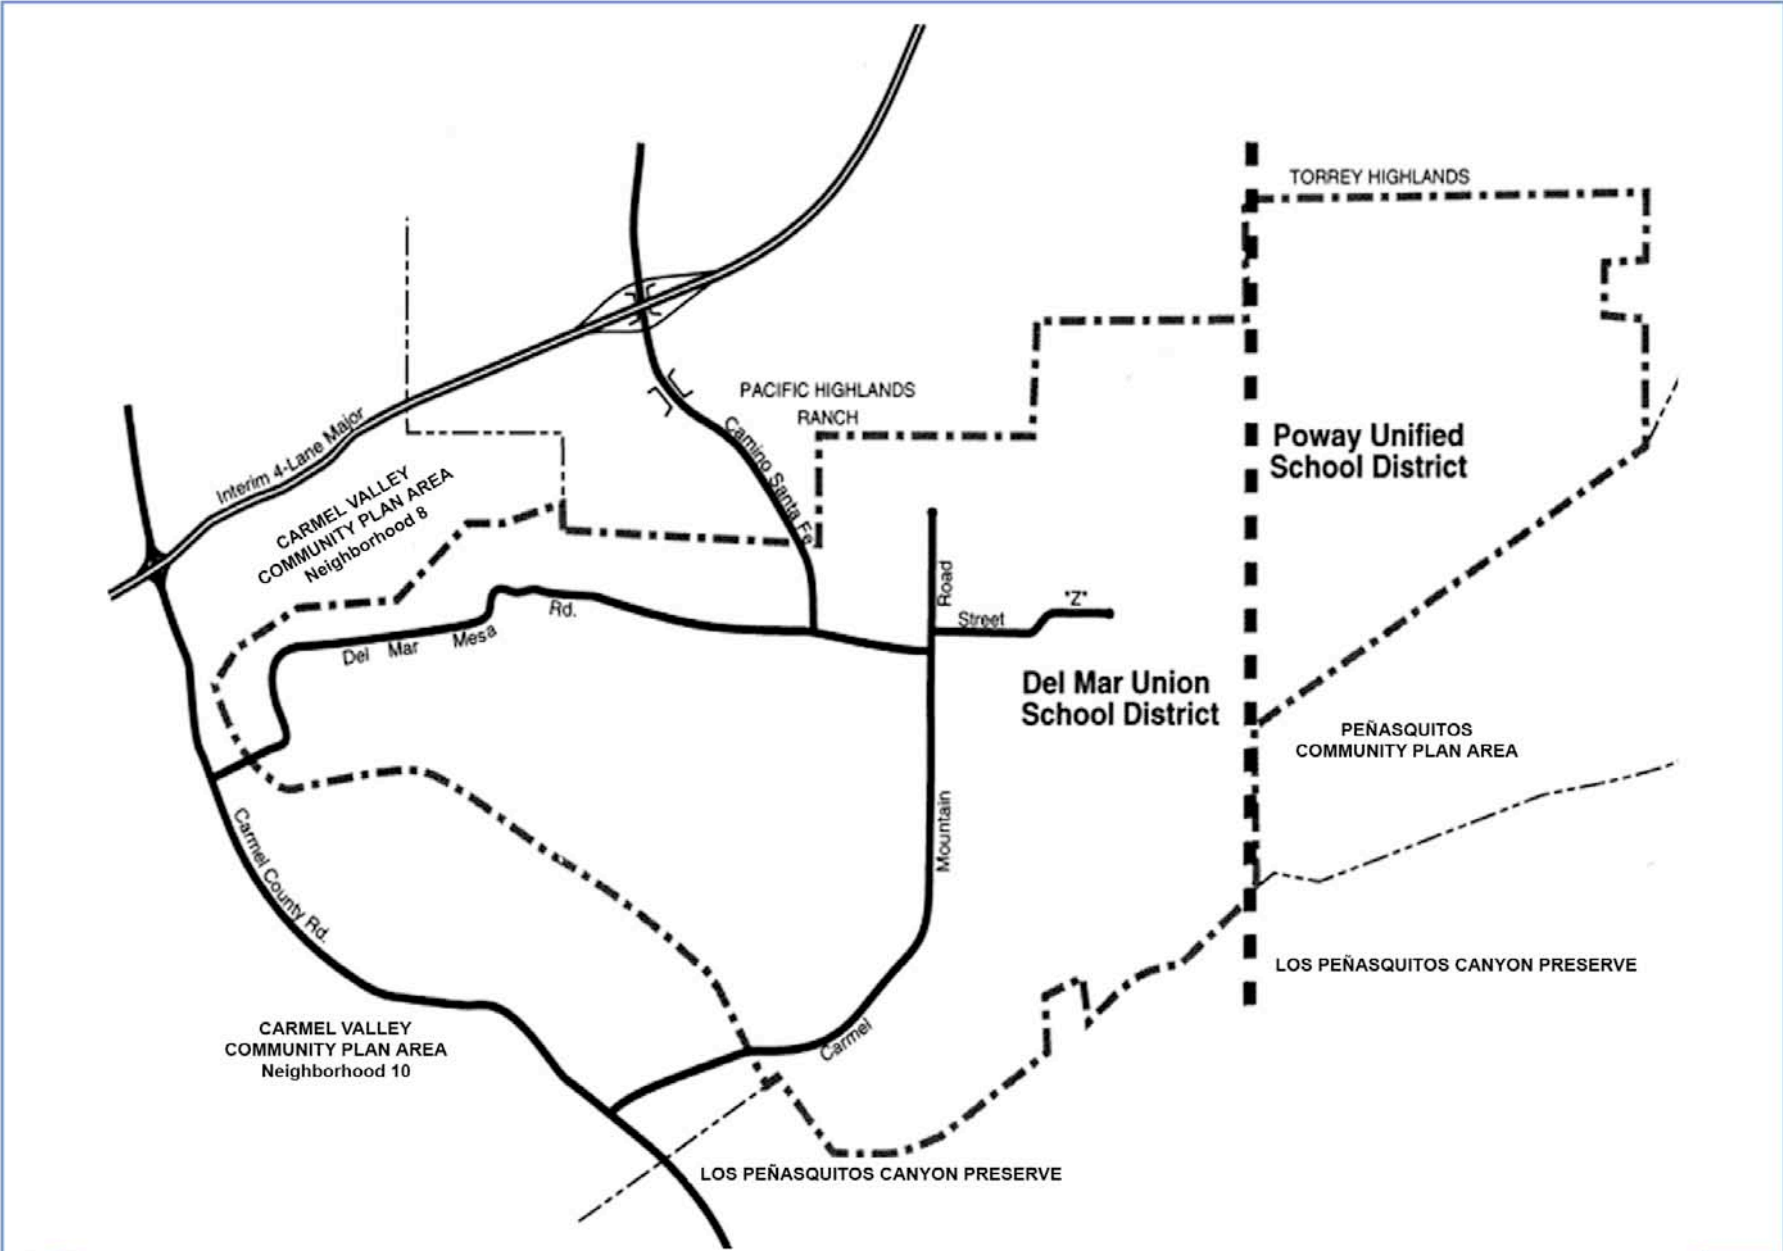 TORREY HIGHLANDS
PACIFIC HIGHLANDS
RANCH
Interim 4-Lane Major
CARMEL VALLEY
COMMUNITY PLAN AREA
Neighborhood 8
Camino Santa Fe
Poway Unified
School District
Road
Street
"Z"
Del Mar Mesa Rd.
Del Mar Union
School District
PEÑASQUITOS
COMMUNITY PLAN AREA
Carmel County Rd.
Mountain
LOS PEÑASQUITOS CANYON PRESERVE
Carmel
CARMEL VALLEY
COMMUNITY PLAN AREA
Neighborhood 10
LOS PEÑASQUITOS CANYON PRESERVE